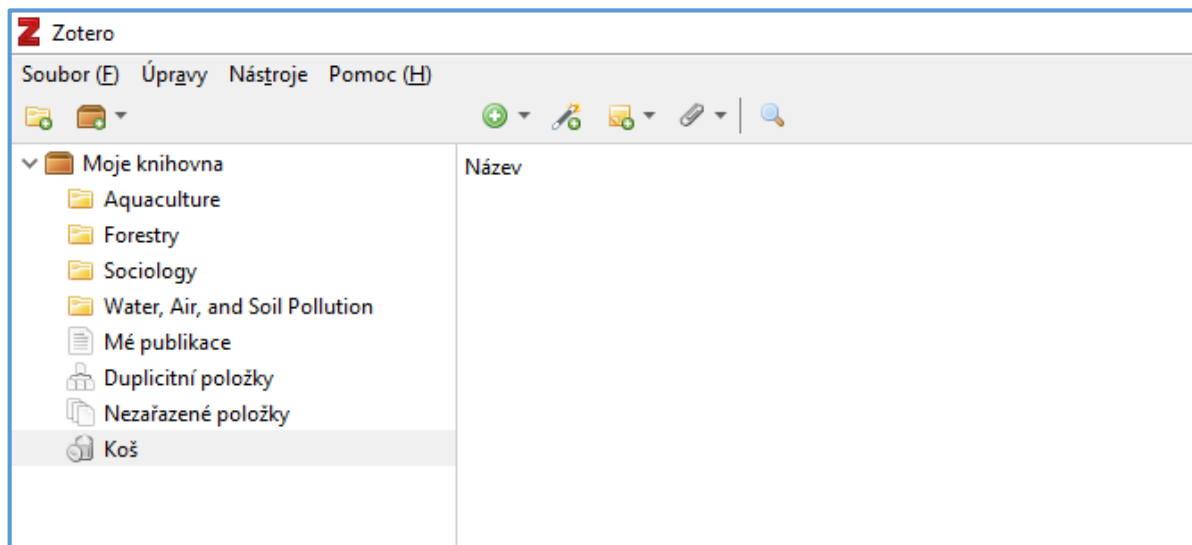 Zotero
Soubor (F) Úpravy Nástroje Pomoc (H)
Moje knihovna
Název
Aquaculture
Forestry
Sociology
Water, Air, and Soil Pollution
Mé publikace
Duplicitní položky
Nezařazené položky
Koš